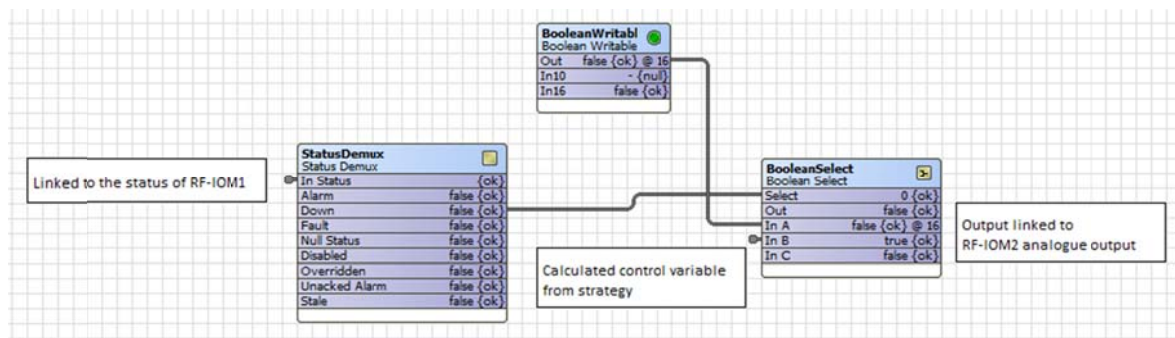 BooleanWritabl
Boolean Writable
Out false {ok} @ 16
In10 - {null}
In16 false {ok}
Linked to the status of RF-IOM1
StatusDemux
Status Demux
In Status {ok}
Alarm false {ok}
Down false {ok}
Fault false {ok}
Null Status false {ok}
Disabled false {ok}
Overridden false {ok}
Unacked Alarm false {ok}
Stale false {ok}
Calculated control variable
from strategy
BooleanSelect
Boolean Select
Select 0 {ok}
Out false {ok}
In A false {ok} @ 16
In B true {ok}
In C false {ok}
Output linked to
RF-IOM2 analogue output